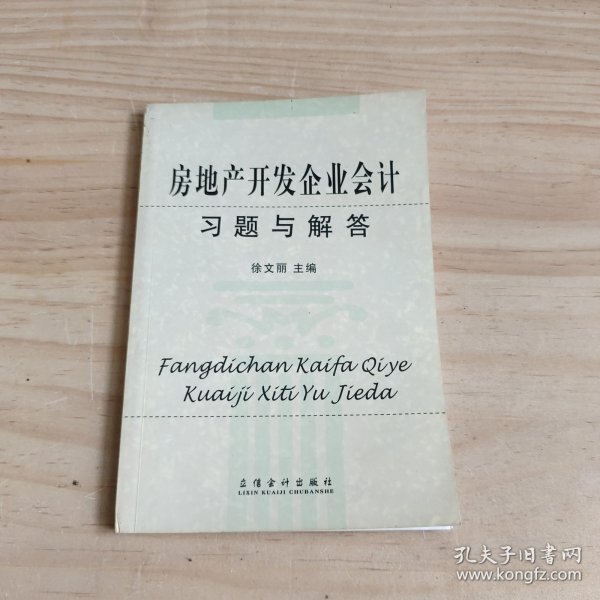 房地产开发企业会计
习题与解答
徐文丽 主编
Fangdichan Kaifa Qiye
Kuaiji Xiti Yu Jieda
立信会计出版社
LIXIN KUAIJI CHUBANSHE
孔夫子旧书网
www.kongfz.com